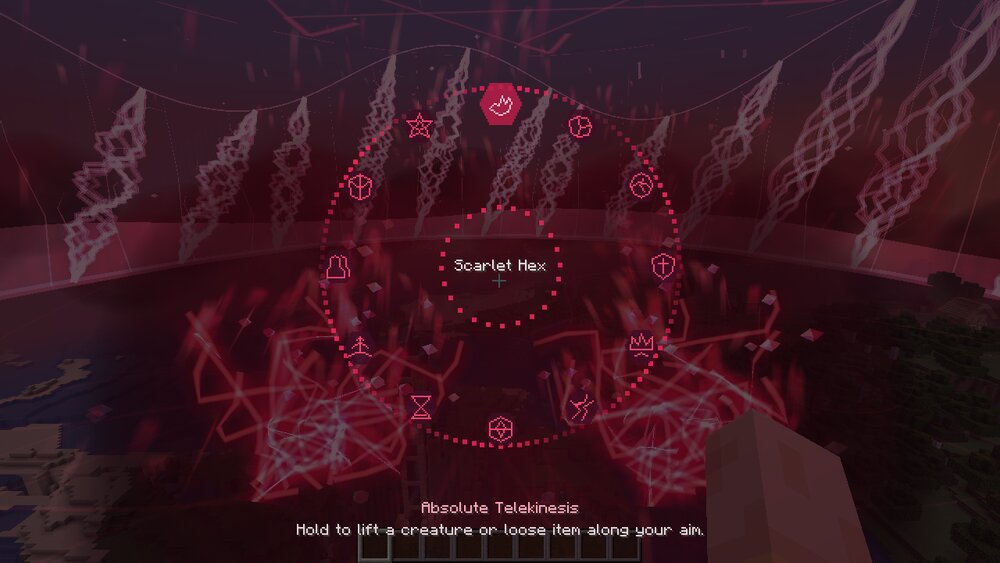 Scarlet Hex
Absolute Telekinesis
Hold to lift a creature or loose item along your aim.